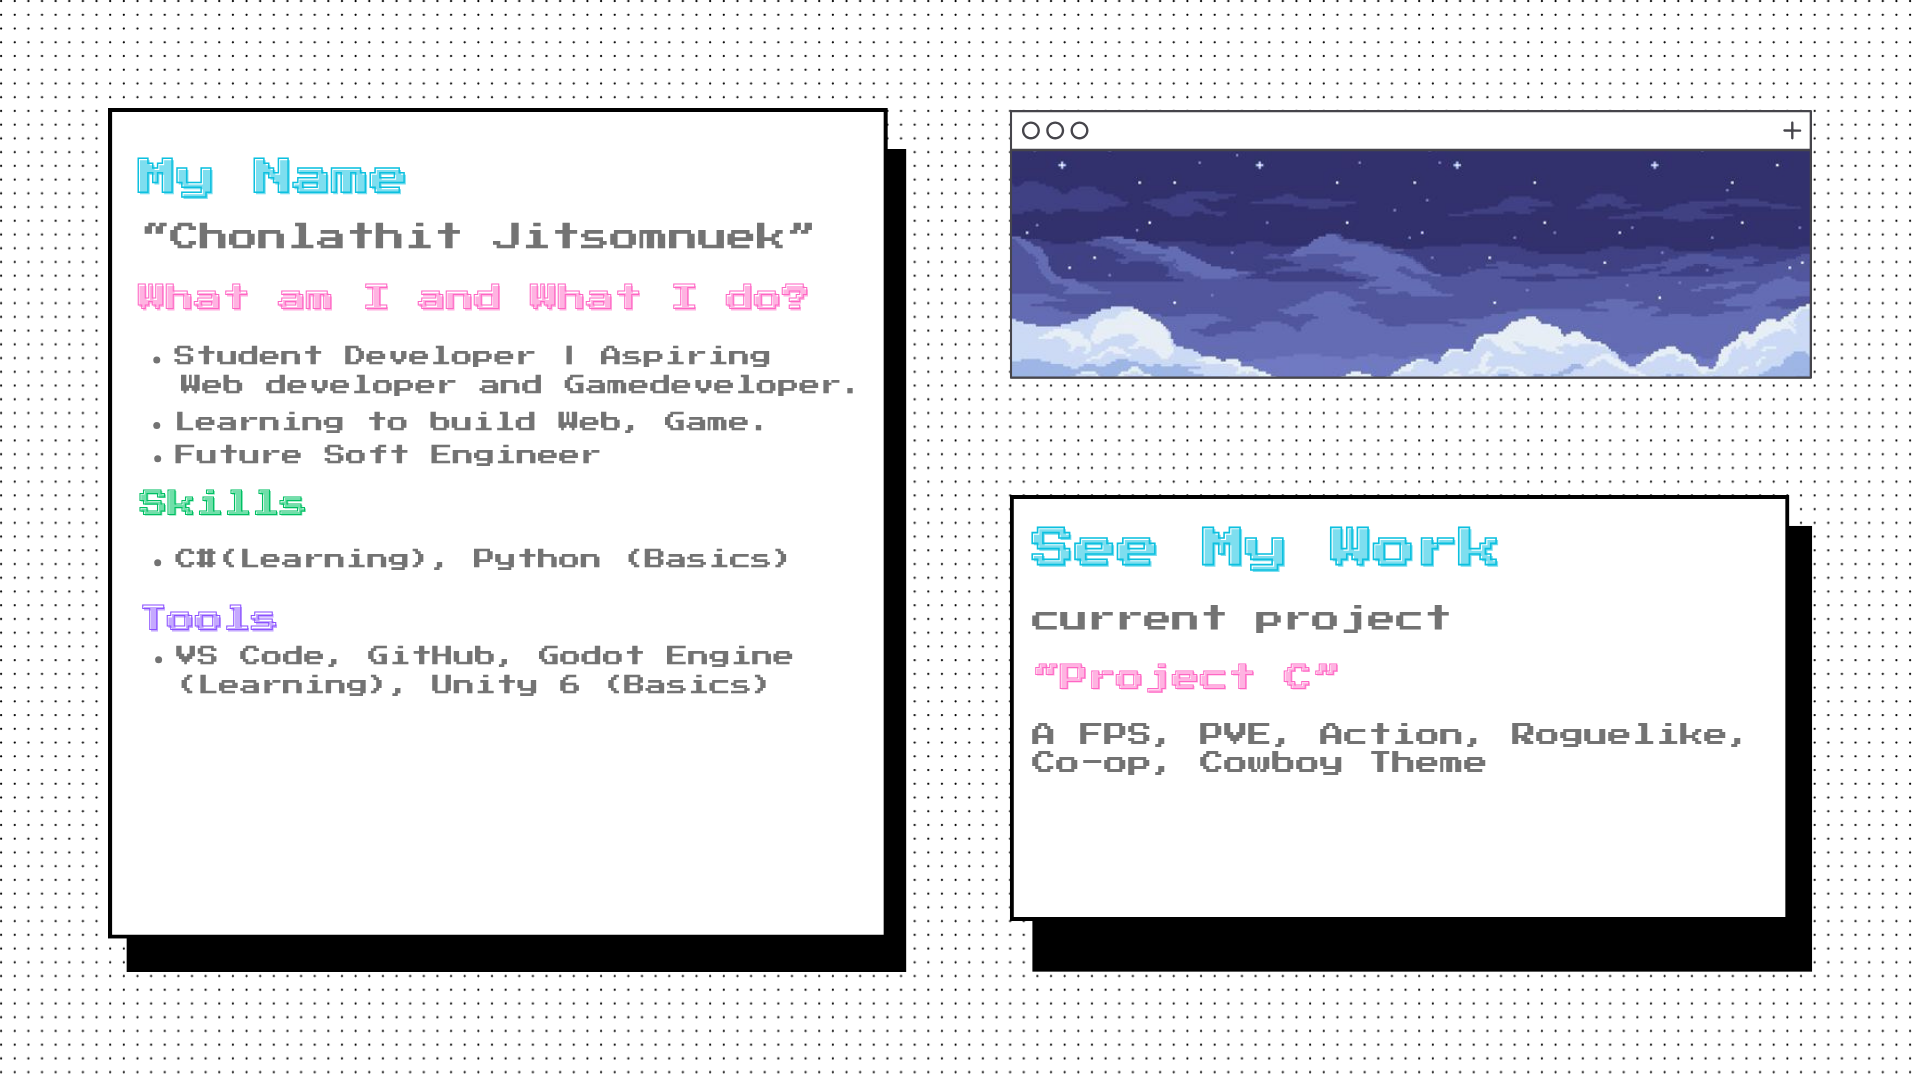 My Name
“Chonlathit Jitsomnuek”
What am I and What I do?
• Student Developer | Aspiring
Web developer and Gamedeveloper.
• Learning to build Web, Game.
• Future Soft Engineer
Skills
• C#(Learning), Python (Basics)
Tools
• VS Code, GitHub, Godot Engine
(Learning), Unity 6 (Basics)
See My Work
current project
“Project C”
A FPS, PVE, Action, Roguelike,
Co-op, Cowboy Theme